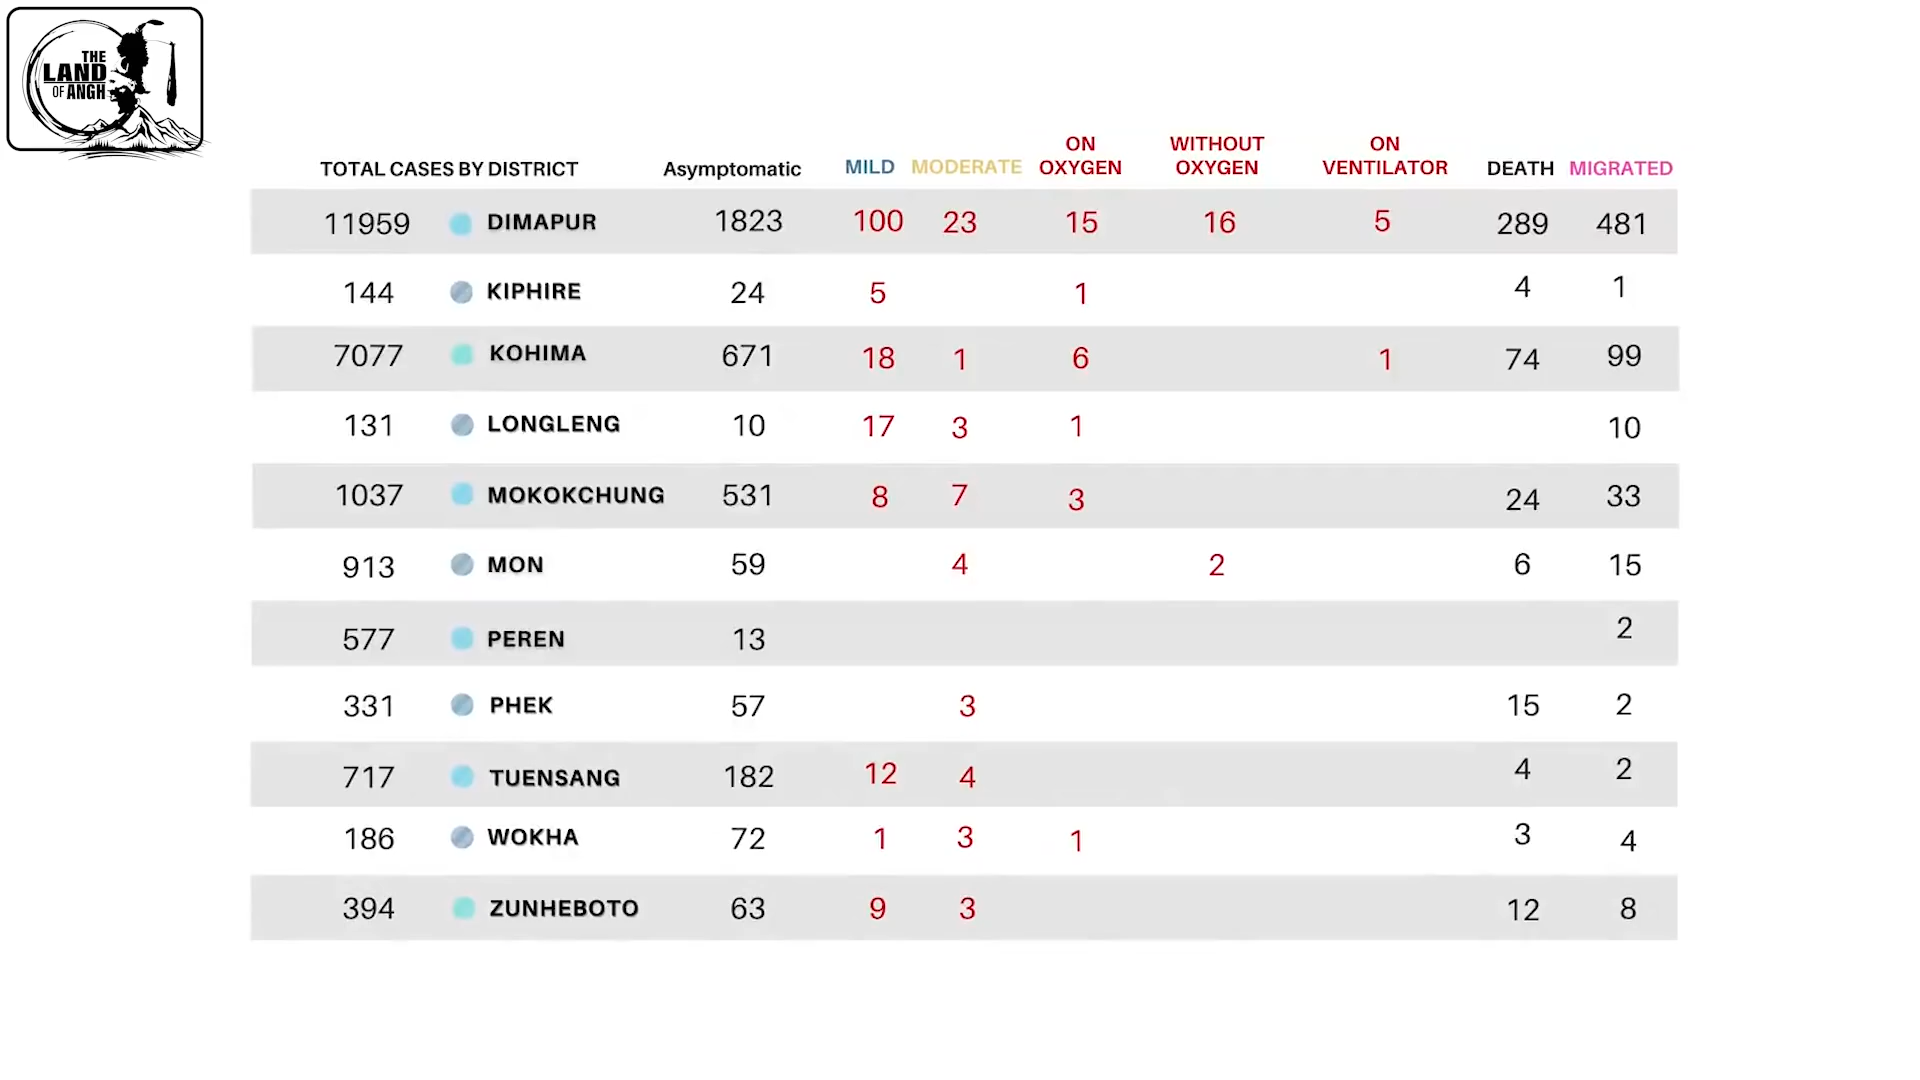 THE
LAND
OF ANGH
TOTAL CASES BY DISTRICT Asymptomatic MILD MODERATE ON OXYGEN WITHOUT OXYGEN ON VENTILATOR DEATH MIGRATED
11959 DIMAPUR 1823 100 23 15 16 5 289 481
144 KIPHIRE 24 5 1 4 1
7077 KOHIMA 671 18 1 6 1 74 99
131 LONGLENG 10 17 3 1 10
1037 MOKOKCHUNG 531 8 7 3 24 33
913 MON 59 4 2 6 15
577 PEREN 13 2
331 PHEK 57 3 15 2
717 TUENSANG 182 12 4 4 2
186 WOKHA 72 1 3 1 3 4
394 ZUNHEBOTO 63 9 3 12 8